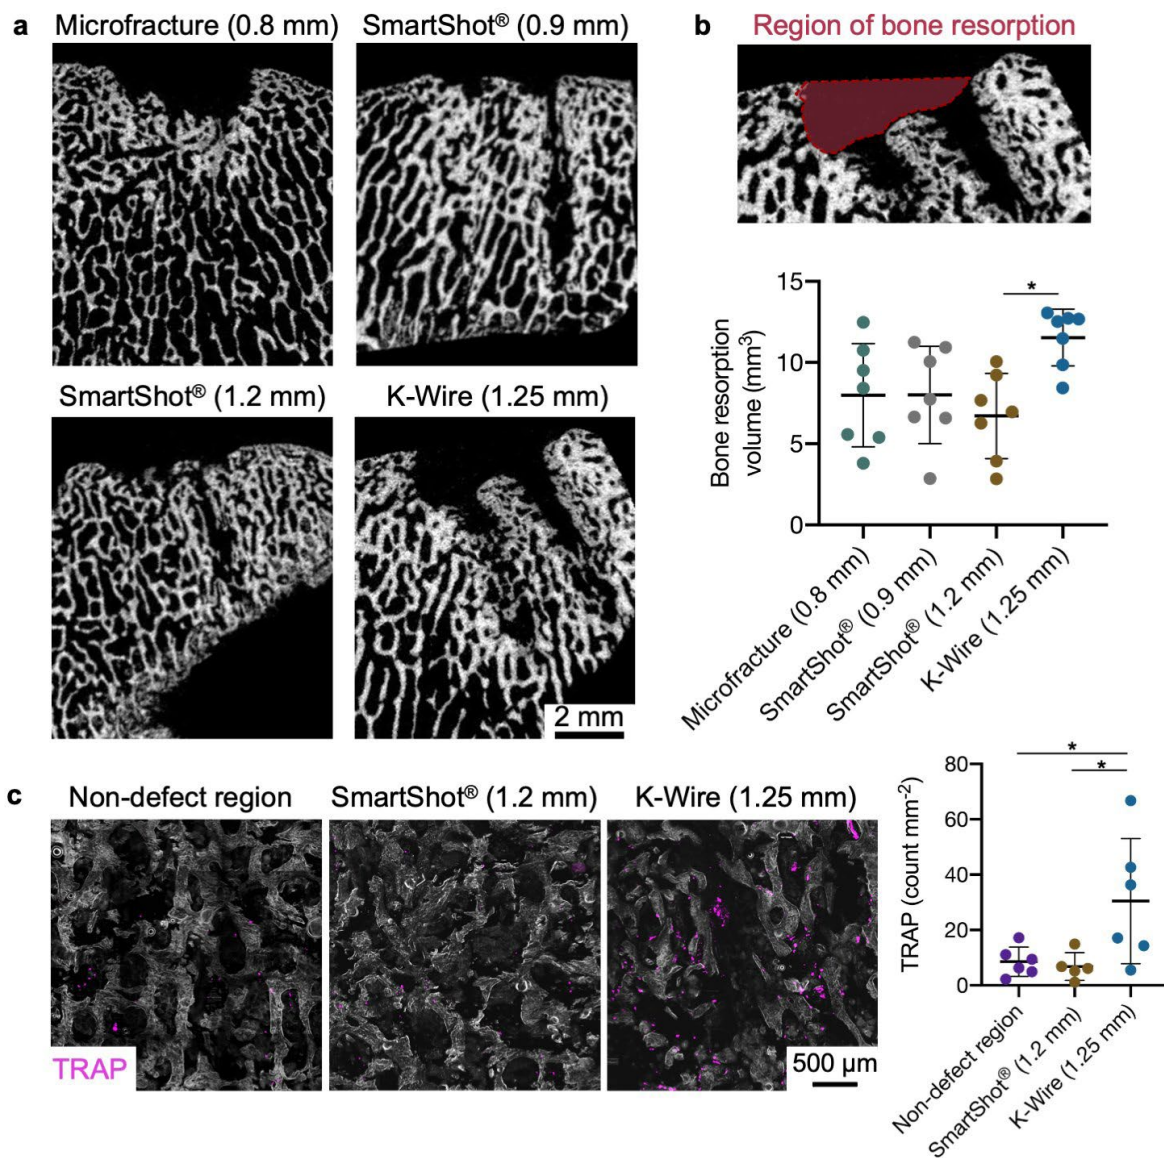 a
Microfracture (0.8 mm)
SmartShot® (0.9 mm)
SmartShot® (1.2 mm)
K-Wire (1.25 mm)
2 mm
b
Region of bone resorption
15
10
5
0
Bone resorption
volume (mm³)
*
Microfracture (0.8 mm)
SmartShot® (0.9 mm)
SmartShot® (1.2 mm)
K-Wire (1.25 mm)
c
Non-defect region
SmartShot® (1.2 mm)
K-Wire (1.25 mm)
TRAP
500 µm
80
60
40
20
0
TRAP (count mm⁻²)
*
*
Non-defect region
SmartShot® (1.2 mm)
K-Wire (1.25 mm)